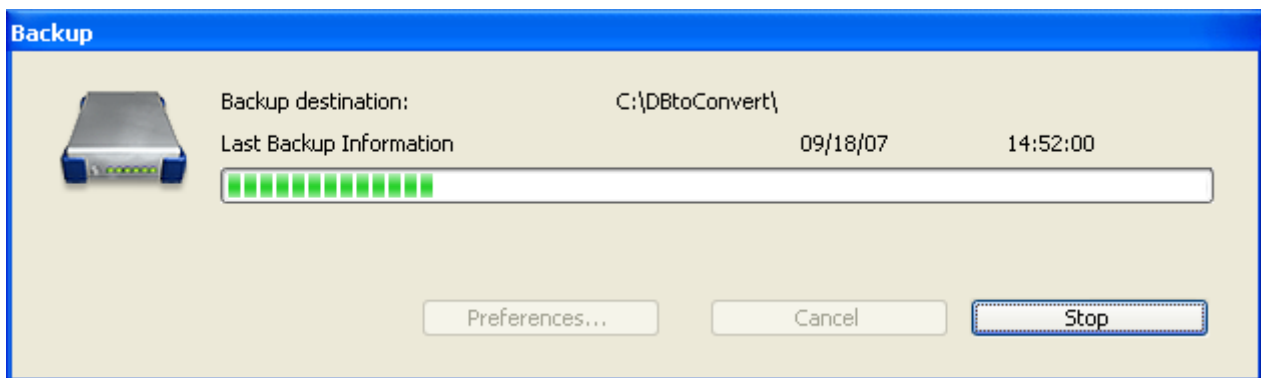 Backup
Backup destination: C:\DBtoConvert\
Last Backup Information 09/18/07 14:52:00
Preferences... Cancel Stop